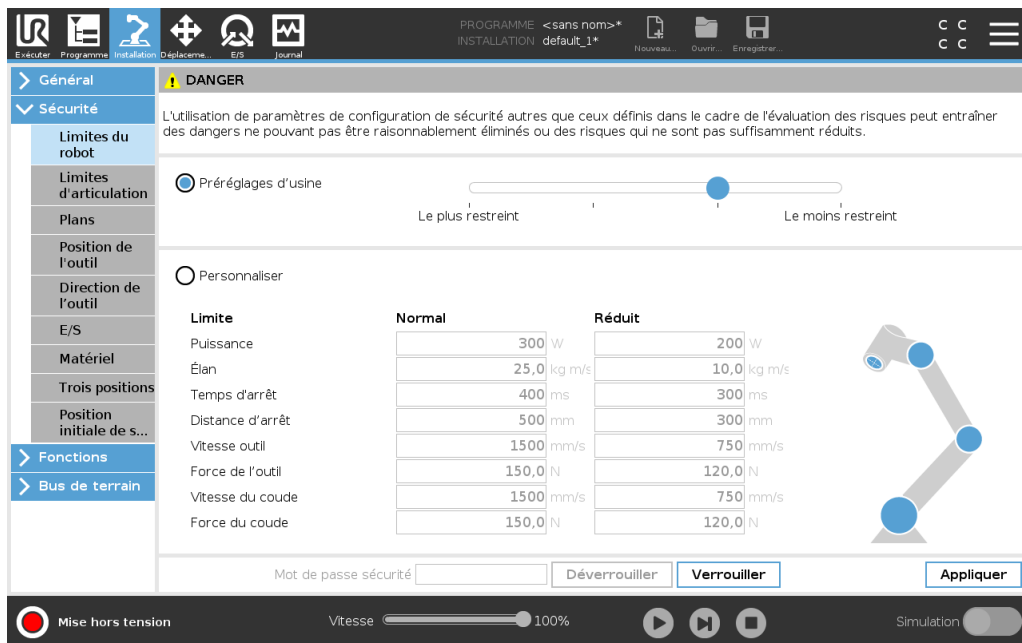 UR
PROGRAMME <sans nom>*
INSTALLATION default_1*
Exécuter Programme Installation Déplaceme... E/S Journal
Nouveau... Ouvrir... Enregistrer...
C C
C C
Général
Sécurité
Limites du
robot
Limites
d'articulation
Plans
Position de
l'outil
Direction de
l’outil
E/S
Matériel
Trois positions
Position
initiale de s...
Fonctions
Bus de terrain
DANGER
L'utilisation de paramètres de configuration de sécurité autres que ceux définis dans le cadre de l'évaluation des risques peut entraîner
des dangers ne pouvant pas être raisonnablement éliminés ou des risques qui ne sont pas suffisamment réduits.
Préréglages d’usine
Le plus restreint Le moins restreint
Personnaliser
Limite Normal Réduit
Puissance 300 W 200 W
Élan 25,0 kg m/s 10,0 kg m/s
Temps d'arrêt 400 ms 300 ms
Distance d’arrêt 500 mm 300 mm
Vitesse outil 1500 mm/s 750 mm/s
Force de l’outil 150,0 N 120,0 N
Vitesse du coude 1500 mm/s 750 mm/s
Force du coude 150,0 N 120,0 N
Mot de passe sécurité Déverrouiller Verrouiller Appliquer
Mise hors tension Vitesse 100% Simulation